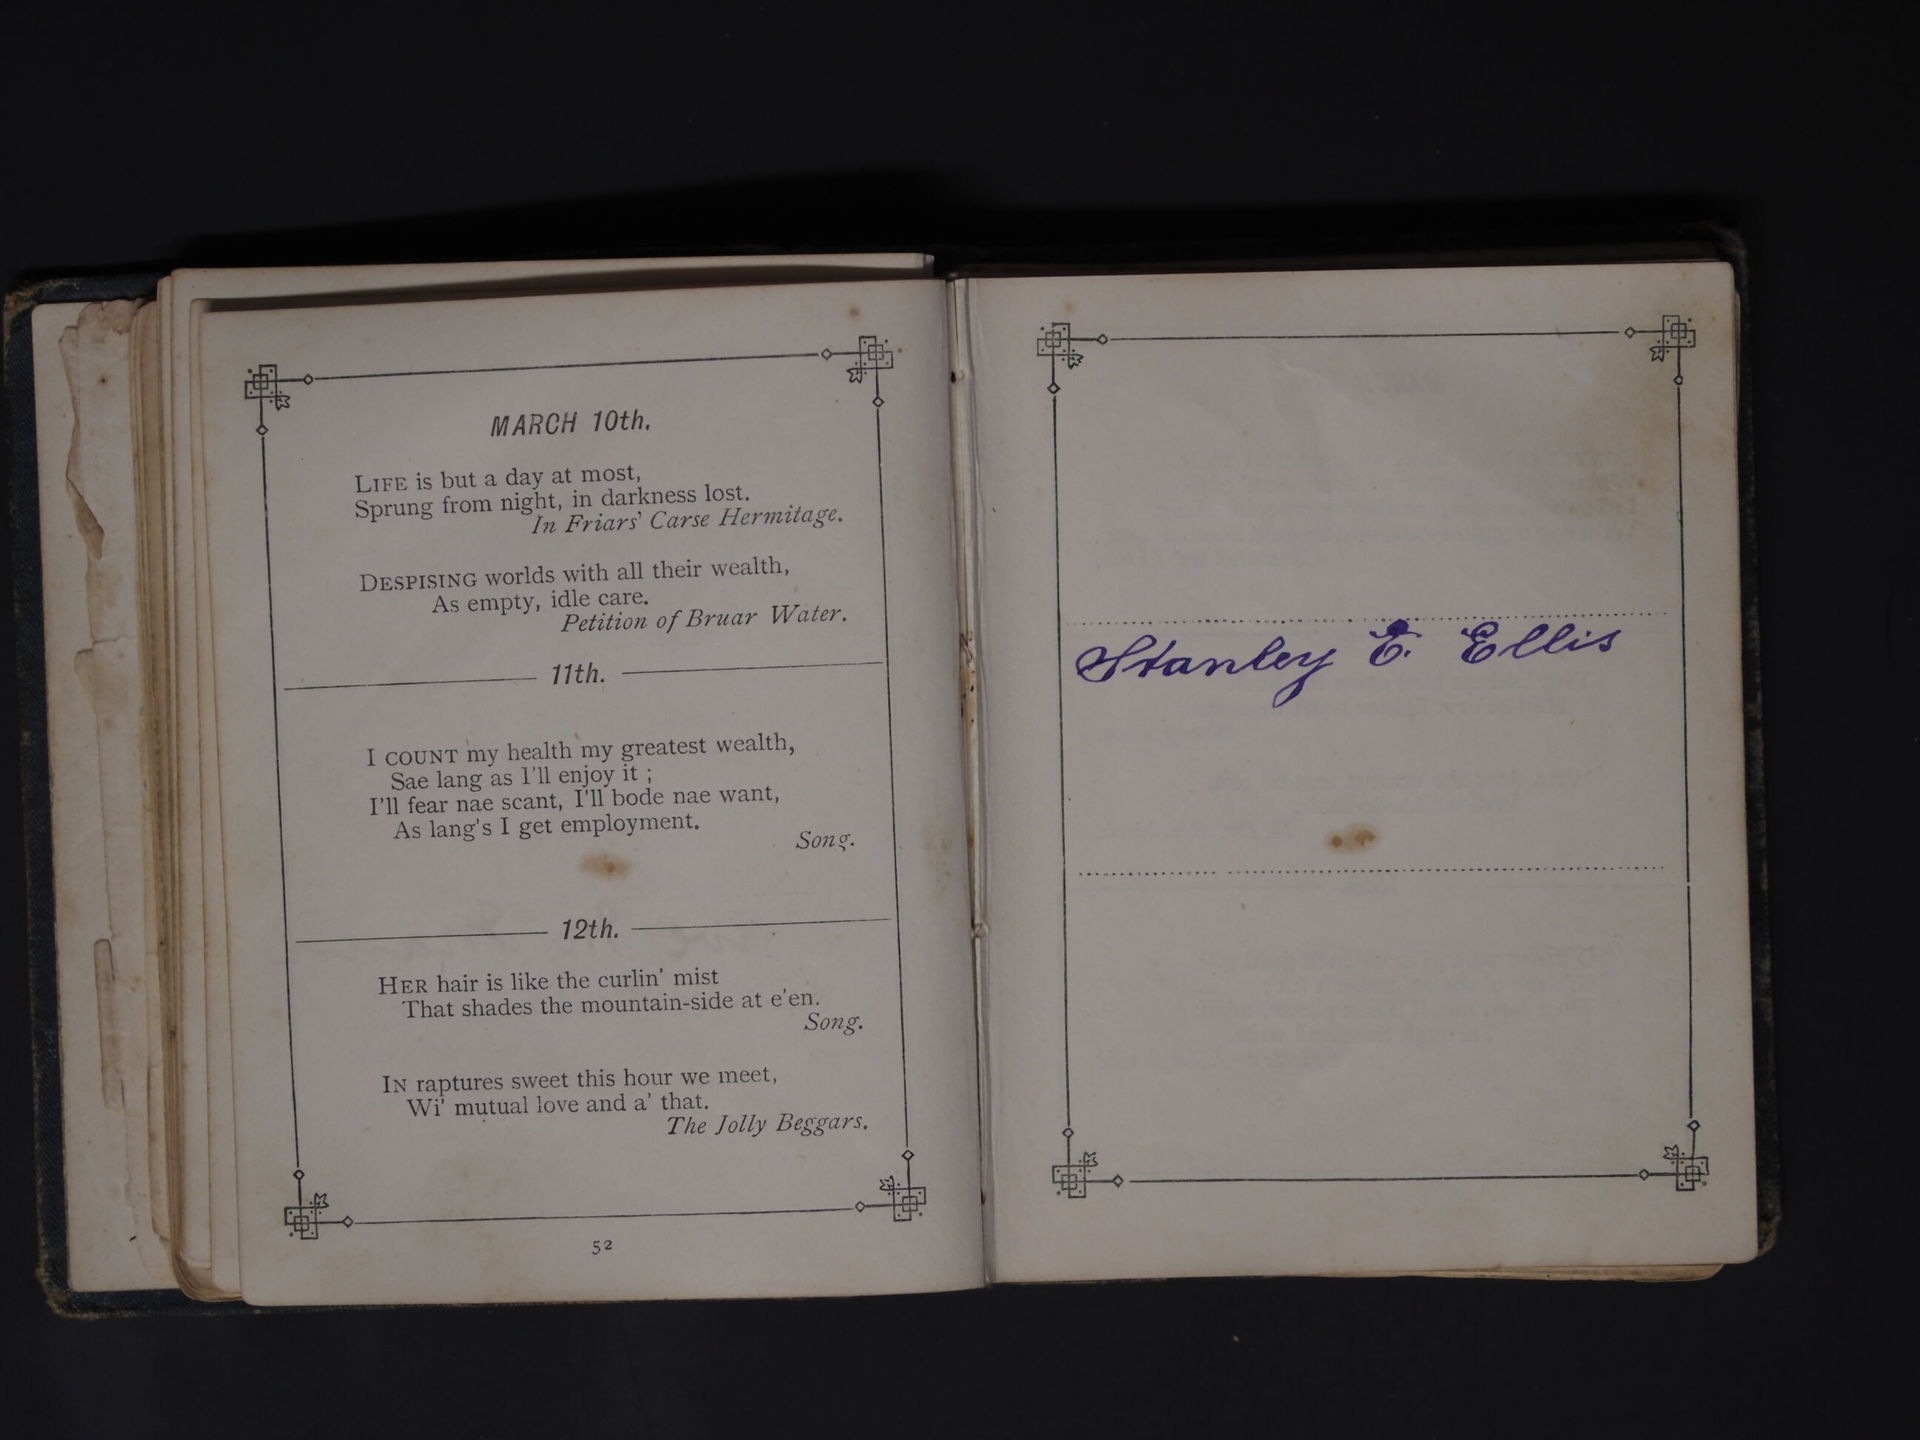 MARCH 10th.
LIFE is but a day at most,
Sprung from night, in darkness lost.
In Friars' Carse Hermitage.
DESPISING worlds with all their wealth,
As empty, idle care.
Petition of Bruar Water.
11th.
I COUNT my health my greatest wealth,
Sae lang as I'll enjoy it ;
I'll fear nae scant, I'll bode nae want,
As lang's I get employment.
Song.
12th.
HER hair is like the curlin' mist
That shades the mountain-side at e'en.
Song.
IN raptures sweet this hour we meet,
Wi' mutual love and a' that.
The Jolly Beggars.
52
Stanley E. Ellis